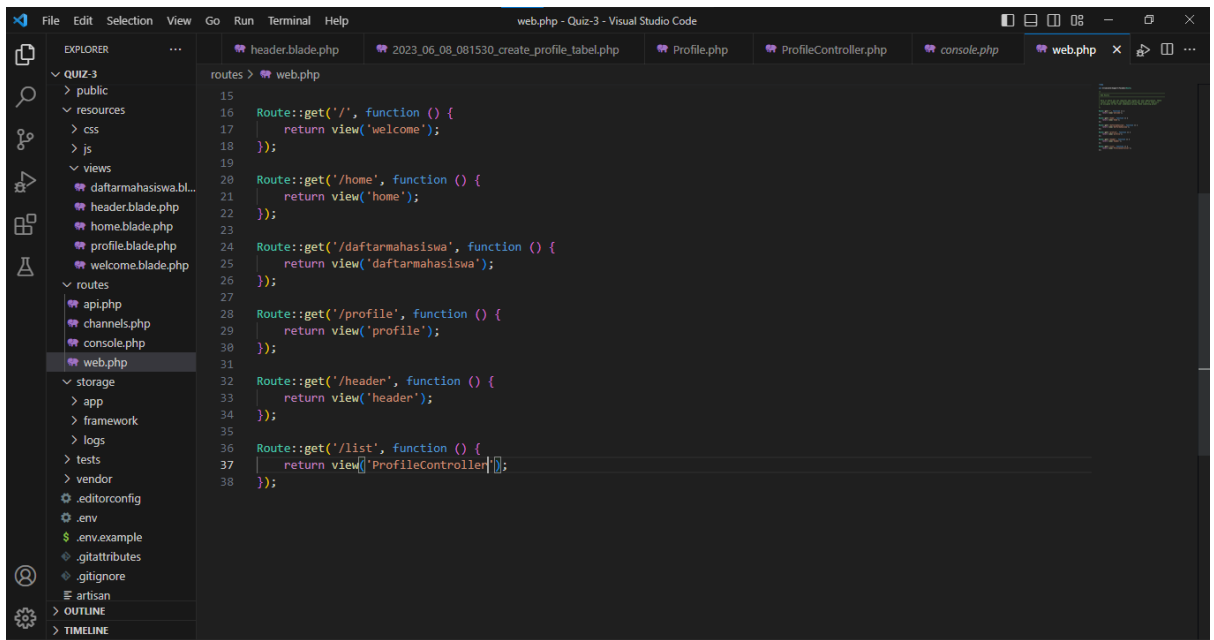 File Edit Selection View Go Run Terminal Help web.php - Quiz-3 - Visual Studio Code
EXPLORER ...
header.blade.php 2023_06_08_081530_create_profile_tabel.php Profile.php ProfileController.php console.php web.php
QUIZ-3
public
resources
css
js
views
daftarmahasiswa.bl...
header.blade.php
home.blade.php
profile.blade.php
welcome.blade.php
routes
api.php
channels.php
console.php
web.php
storage
app
framework
logs
tests
vendor
.editorconfig
.env
$ .env.example
.gitattributes
.gitignore
artisan
OUTLINE
TIMELINE
routes > web.php
15
16 Route::get('/', function () {
17     return view('welcome');
18 });
19
20 Route::get('/home', function () {
21     return view('home');
22 });
23
24 Route::get('/daftarmahasiswa', function () {
25     return view('daftarmahasiswa');
26 });
27
28 Route::get('/profile', function () {
29     return view('profile');
30 });
31
32 Route::get('/header', function () {
33     return view('header');
34 });
35
36 Route::get('/list', function () {
37     return view('ProfileController');
38 });